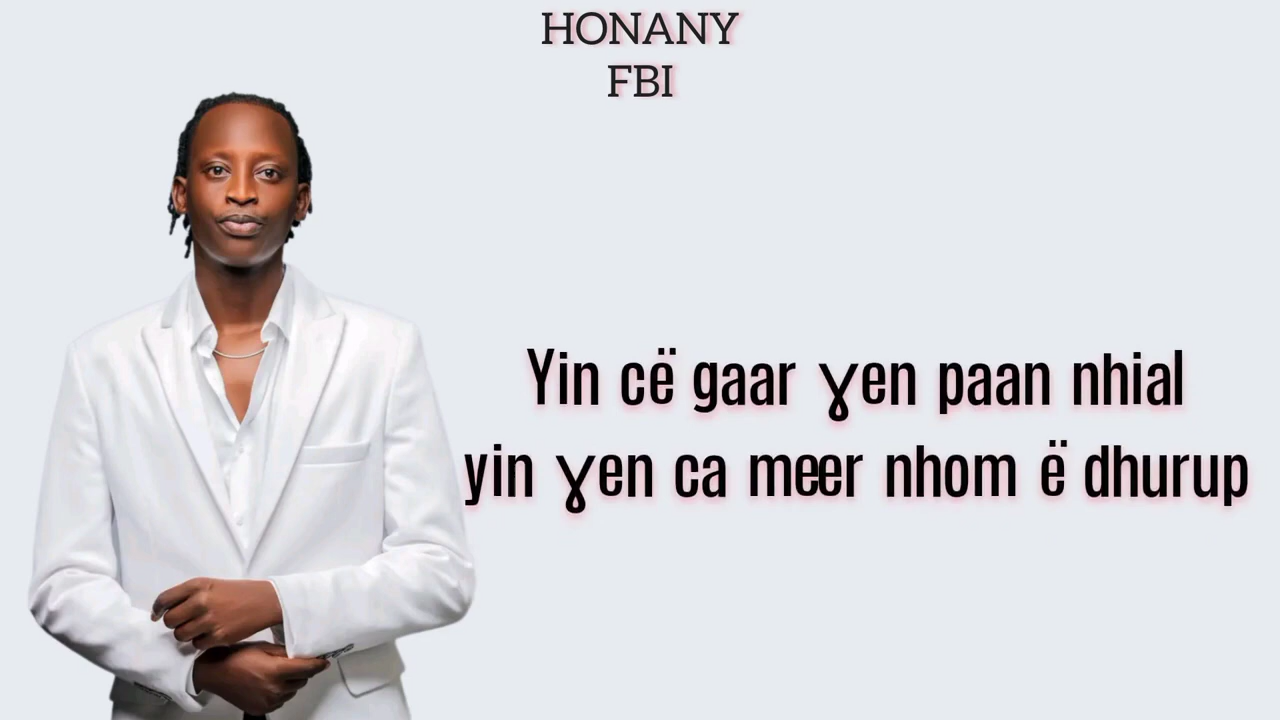 HONANY
FBI
Yin cë gaar ɣen paan nhial
yin ɣen ca meer nhom ë dhurup